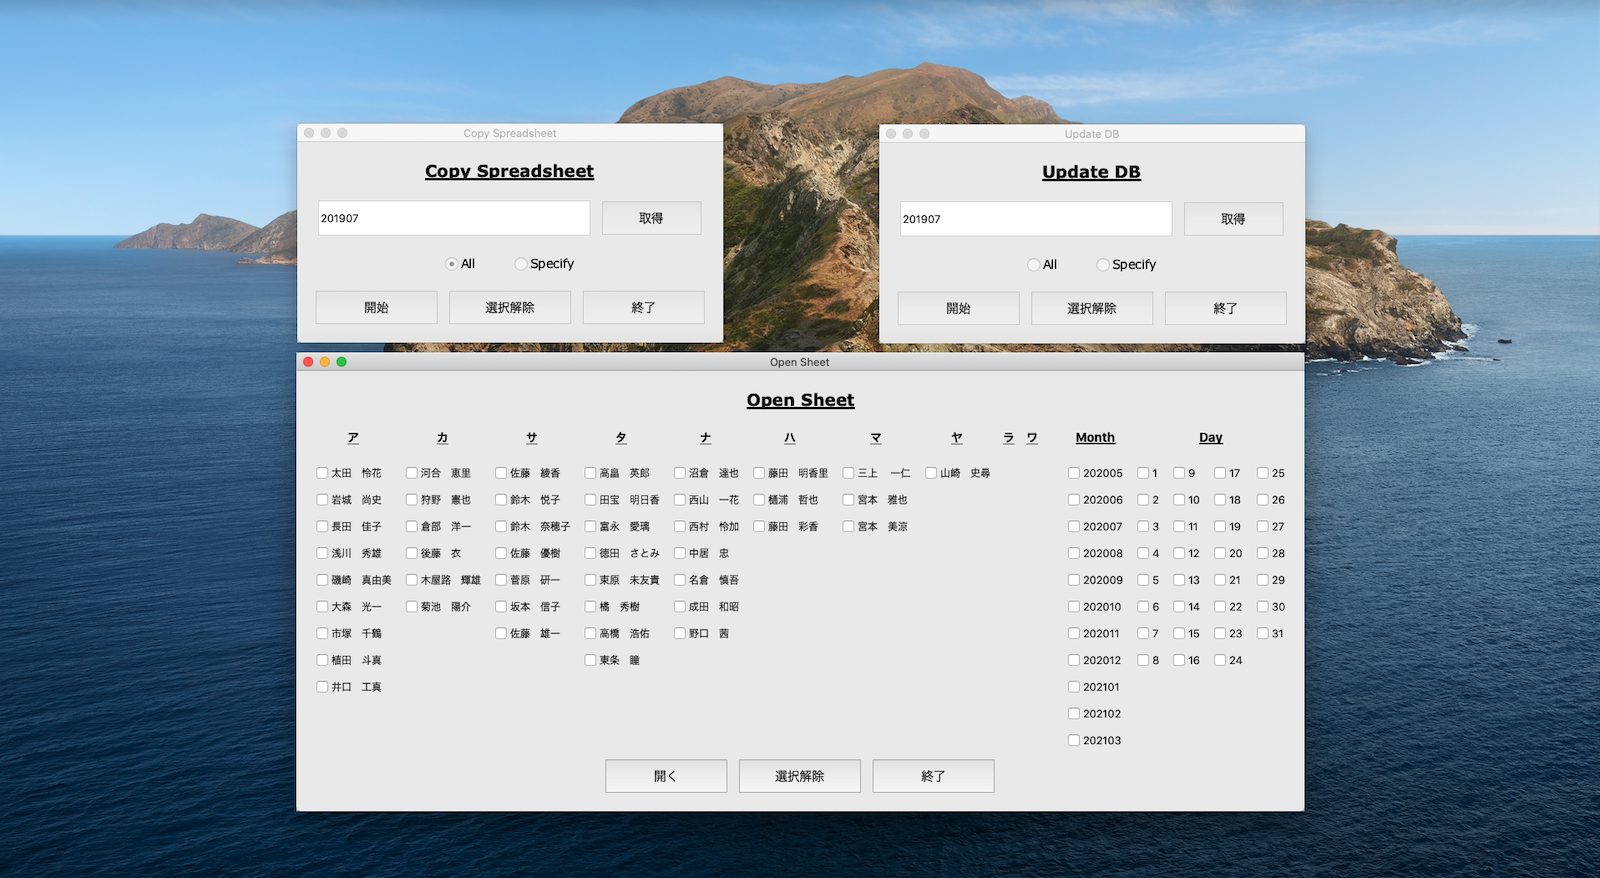 Copy Spreadsheet
Copy Spreadsheet
201907 取得
All Specify
開始 選択解除 終了
Update DB
Update DB
201907 取得
All Specify
開始 選択解除 終了
Open Sheet
Open Sheet
ア カ サ タ ナ ハ マ ヤ ラ ワ Month Day
太田 怜花 河合 恵里 佐藤 綾香 高畠 英郎 沼倉 達也 藤田 明香里 三上 一仁 山崎 史尋 202005 1 9 17 25
岩城 尚史 狩野 憲也 鈴木 悦子 田宝 明日香 西山 一花 樋浦 哲也 宮本 雅也 202006 2 10 18 26
長田 佳子 倉部 洋一 鈴木 奈穂子 富永 愛璃 西村 怜加 藤田 彩香 宮本 美涼 202007 3 11 19 27
浅川 秀雄 後藤 衣 佐藤 優樹 徳田 さとみ 中居 忠 202008 4 12 20 28
磯崎 真由美 木屋路 輝雄 菅原 研一 東原 未友貴 名倉 慎吾 202009 5 13 21 29
大森 光一 菊池 陽介 坂本 信子 橘 秀樹 成田 和昭 202010 6 14 22 30
市塚 千鶴 佐藤 雄一 高橋 浩佑 野口 茜 202011 7 15 23 31
植田 斗真 東条 瞳 202012 8 16 24
井口 工真 202101
202102
202103
開く 選択解除 終了